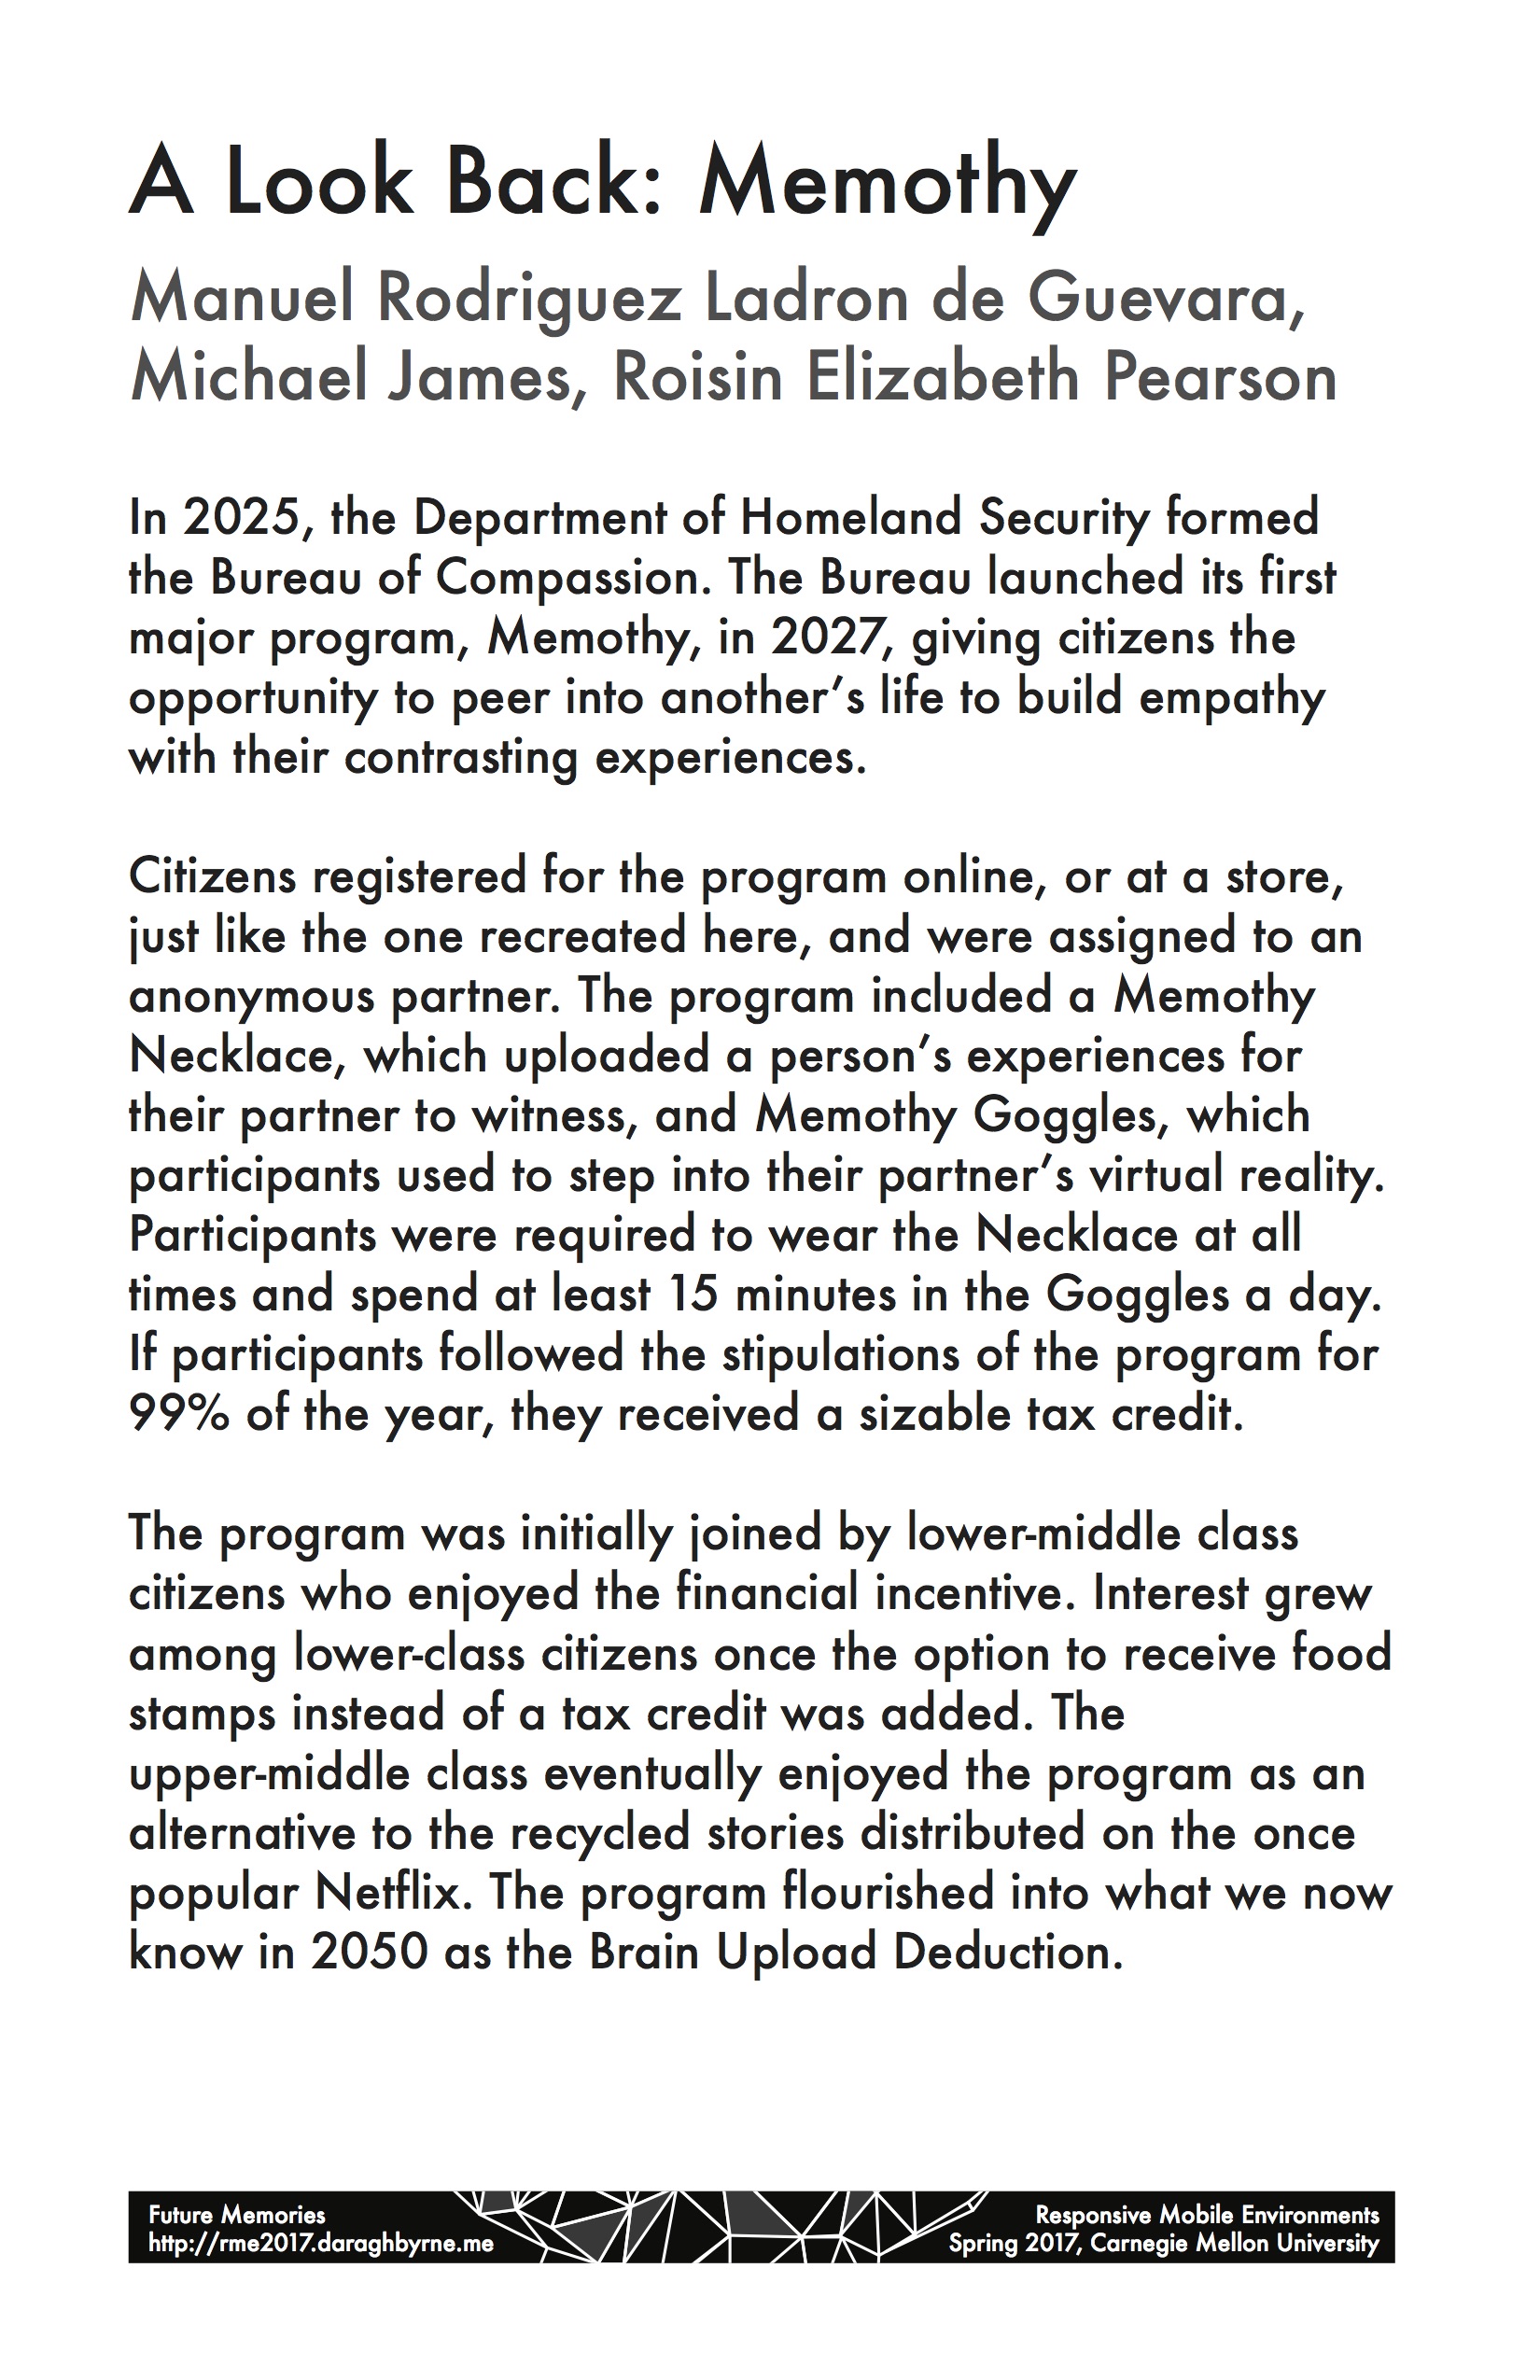 A Look Back: Memothy
Manuel Rodriguez Ladron de Guevara,
Michael James, Roisin Elizabeth Pearson
In 2025, the Department of Homeland Security formed
the Bureau of Compassion. The Bureau launched its first
major program, Memothy, in 2027, giving citizens the
opportunity to peer into another’s life to build empathy
with their contrasting experiences.
Citizens registered for the program online, or at a store,
just like the one recreated here, and were assigned to an
anonymous partner. The program included a Memothy
Necklace, which uploaded a person’s experiences for
their partner to witness, and Memothy Goggles, which
participants used to step into their partner’s virtual reality.
Participants were required to wear the Necklace at all
times and spend at least 15 minutes in the Goggles a day.
If participants followed the stipulations of the program for
99% of the year, they received a sizable tax credit.
The program was initially joined by lower-middle class
citizens who enjoyed the financial incentive. Interest grew
among lower-class citizens once the option to receive food
stamps instead of a tax credit was added. The
upper-middle class eventually enjoyed the program as an
alternative to the recycled stories distributed on the once
popular Netflix. The program flourished into what we now
know in 2050 as the Brain Upload Deduction.
Future Memories
http://rme2017.daraghbyrne.me
Responsive Mobile Environments
Spring 2017, Carnegie Mellon University